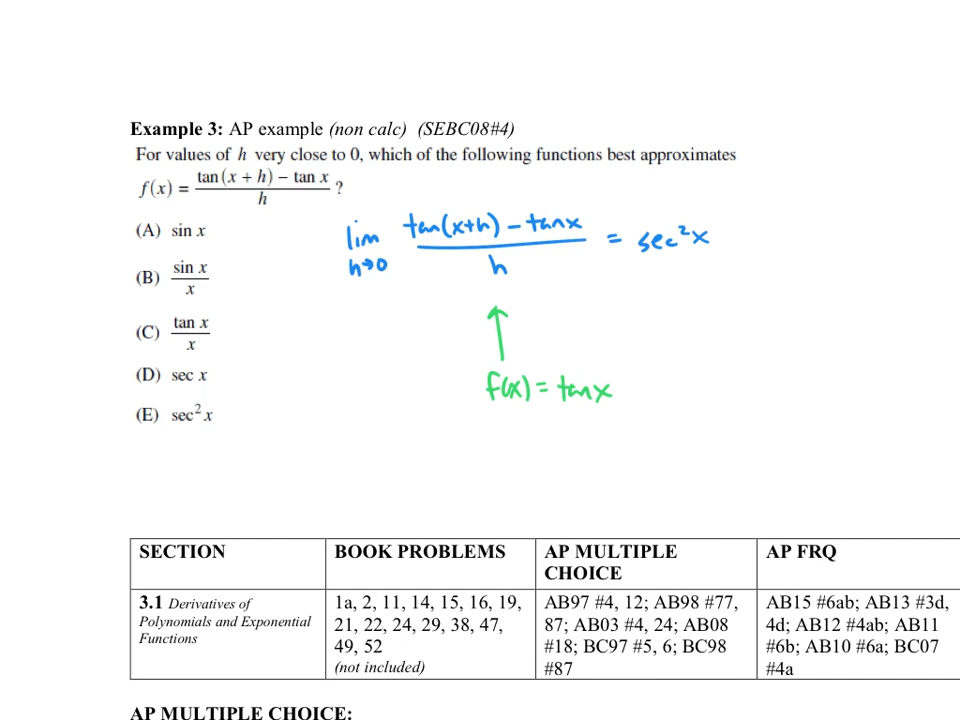 Example 3: AP example (non calc) (SEBC08#4)
For values of h very close to 0, which of the following functions best approximates
f(x) = tan (x + h) − tan x / h ?
(A) sin x
(B) sin x / x
(C) tan x / x
(D) sec x
(E) sec² x
lim h→0 tan(x+h) − tanx / h = sec²x
f(x) = tanx
SECTION BOOK PROBLEMS AP MULTIPLE CHOICE AP FRQ
3.1 Derivatives of Polynomials and Exponential Functions
1a, 2, 11, 14, 15, 16, 19,
21, 22, 24, 29, 38, 47,
49, 52
(not included)
AB97 #4, 12; AB98 #77,
87; AB03 #4, 24; AB08
#18; BC97 #5, 6; BC98
#87
AB15 #6ab; AB13 #3d,
4d; AB12 #4ab; AB11
#6b; AB10 #6a; BC07
#4a
AP MULTIPLE CHOICE: